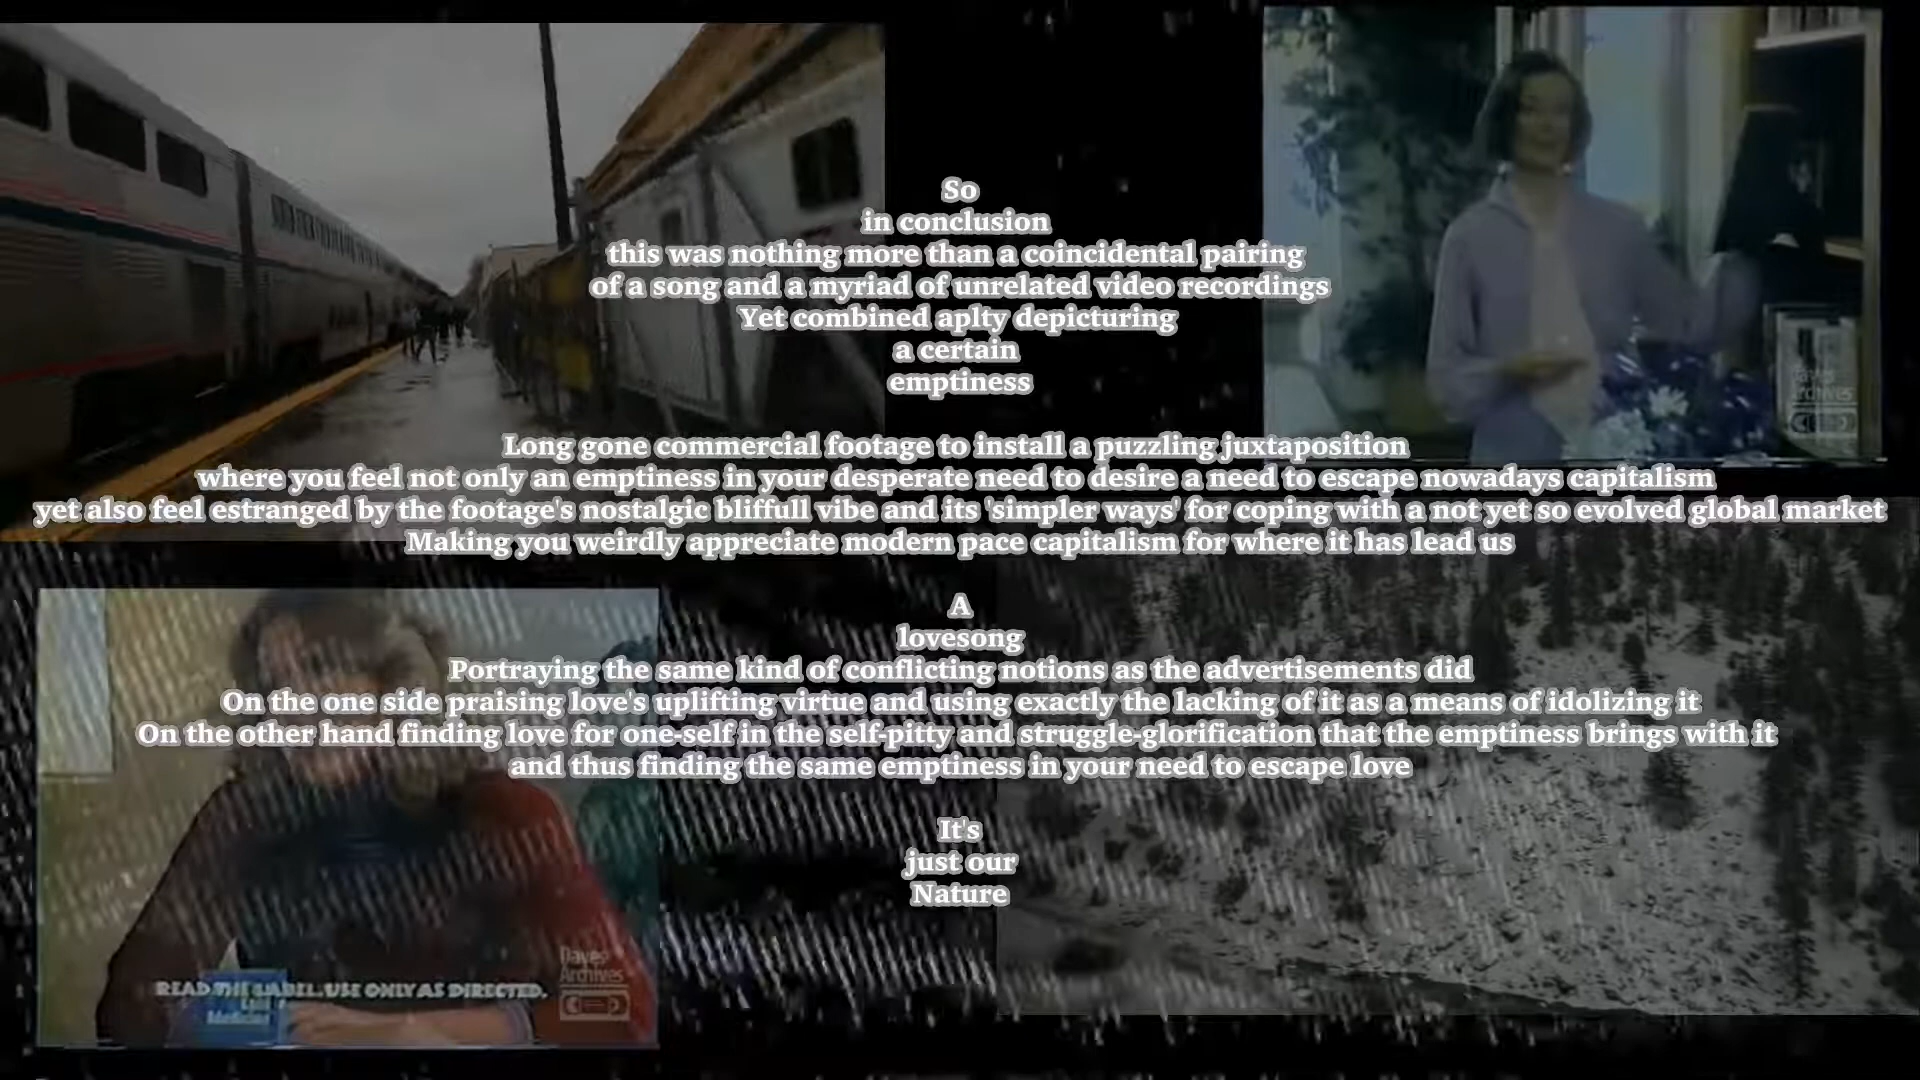 So
in conclusion
this was nothing more than a coincidental pairing
of a song and a myriad of unrelated video recordings
Yet combined aplty depicturing
a certain
emptiness
Long gone commercial footage to install a puzzling juxtaposition
where you feel not only an emptiness in your desperate need to desire a need to escape nowadays capitalism
yet also feel estranged by the footage's nostalgic bliffull vibe and its 'simpler ways' for coping with a not yet so evolved global market
Making you weirdly appreciate modern pace capitalism for where it has lead us
A
lovesong
Portraying the same kind of conflicting notions as the advertisements did
On the one side praising love's uplifting virtue and using exactly the lacking of it as a means of idolizing it
On the other hand finding love for one-self in the self-pitty and struggle-glorification that the emptiness brings with it
and thus finding the same emptiness in your need to escape love
It's
just our
Nature
Daves
Archives
READ THE LABEL. USE ONLY AS DIRECTED.
Cold
Medicine
Daves
Archives